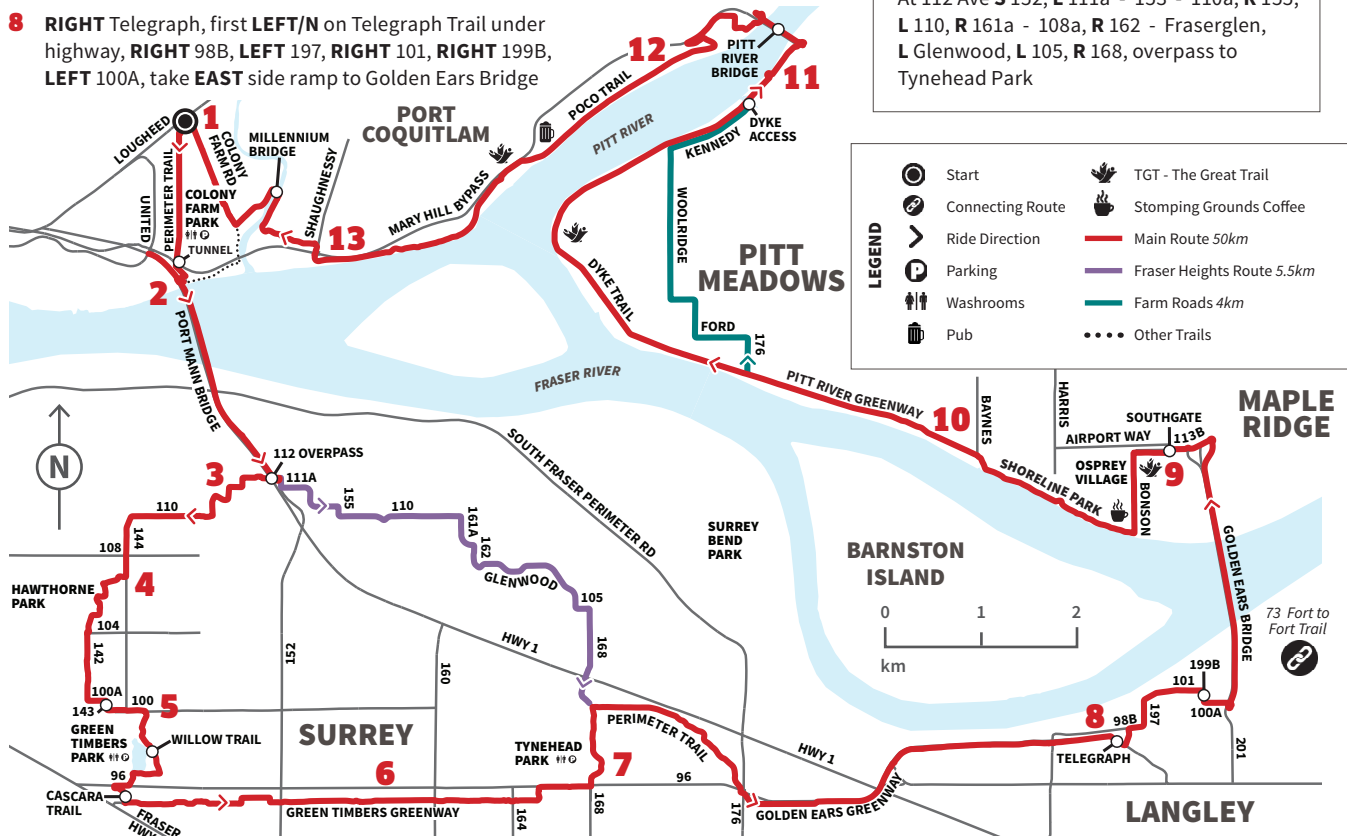 8 RIGHT Telegraph, first LEFT/N on Telegraph Trail under
highway, RIGHT 98B, LEFT 197, RIGHT 101, RIGHT 199B,
LEFT 100A, take EAST side ramp to Golden Ears Bridge
At 112 Ave S 152, L 111a - 155 - 110a, R 155,
L 110, R 161a - 108a, R 162 - Fraserglen,
L Glenwood, L 105, R 168, overpass to
Tynehead Park
LEGEND
Start
TGT - The Great Trail
Connecting Route
Stomping Grounds Coffee
Ride Direction
Main Route 50km
P
Parking
Fraser Heights Route 5.5km
Washrooms
Farm Roads 4km
Pub
Other Trails
PITT
RIVER
BRIDGE
12
11
POCO TRAIL
PITT RIVER
DYKE
ACCESS
KENNEDY
PORT
COQUITLAM
1
LOUGHEED
COLONY
FARM RD
MILLENNIUM
BRIDGE
SHAUGHNESSY
PERIMETER TRAIL
UNITED
COLONY
FARM
PARK
P
TUNNEL
13
MARY HILL BYPASS
2
PORT MANN BRIDGE
WOOLRIDGE
PITT
MEADOWS
DYKE TRAIL
FORD
176
FRASER RIVER
PITT RIVER GREENWAY
10
BAYNES
HARRIS
MAPLE
RIDGE
SOUTHGATE
AIRPORT WAY
113B
OSPREY
VILLAGE
9
BONSON
SHORELINE PARK
GOLDEN EARS BRIDGE
N
3
112 OVERPASS
111A
155
110
161A
162
GLENWOOD
105
168
SOUTH FRASER PERIMETER RD
SURREY
BEND
PARK
BARNSTON
ISLAND
0
1
2
km
73 Fort to
Fort Trail
110
144
108
HAWTHORNE
PARK
4
104
142
152
160
HWY 1
100A
143
100
5
GREEN
TIMBERS
PARK
P
WILLOW TRAIL
SURREY
96
CASCARA
TRAIL
FRASER
HWY
6
GREEN TIMBERS GREENWAY
164
TYNEHEAD
PARK
P
7
168
PERIMETER TRAIL
96
176
HWY 1
GOLDEN EARS GREENWAY
8
TELEGRAPH
98B
197
101
199B
100A
201
LANGLEY